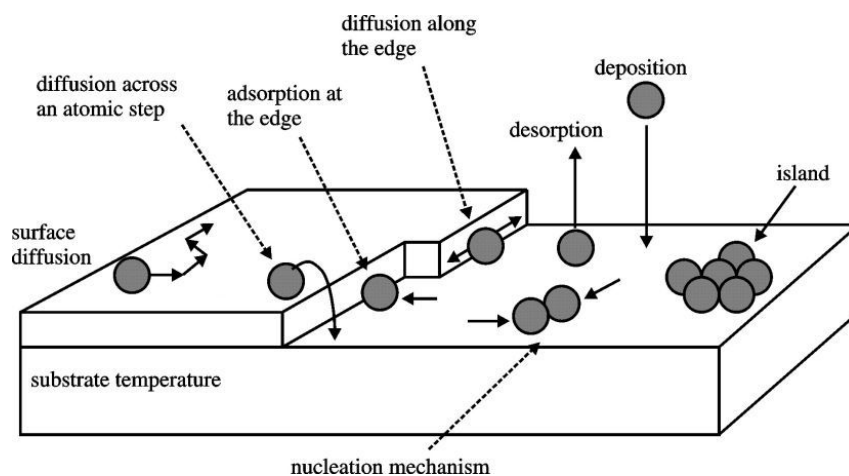 diffusion along
the edge
deposition
diffusion across
an atomic step
adsorption at
the edge
desorption
island
surface
diffusion
substrate temperature
nucleation mechanism